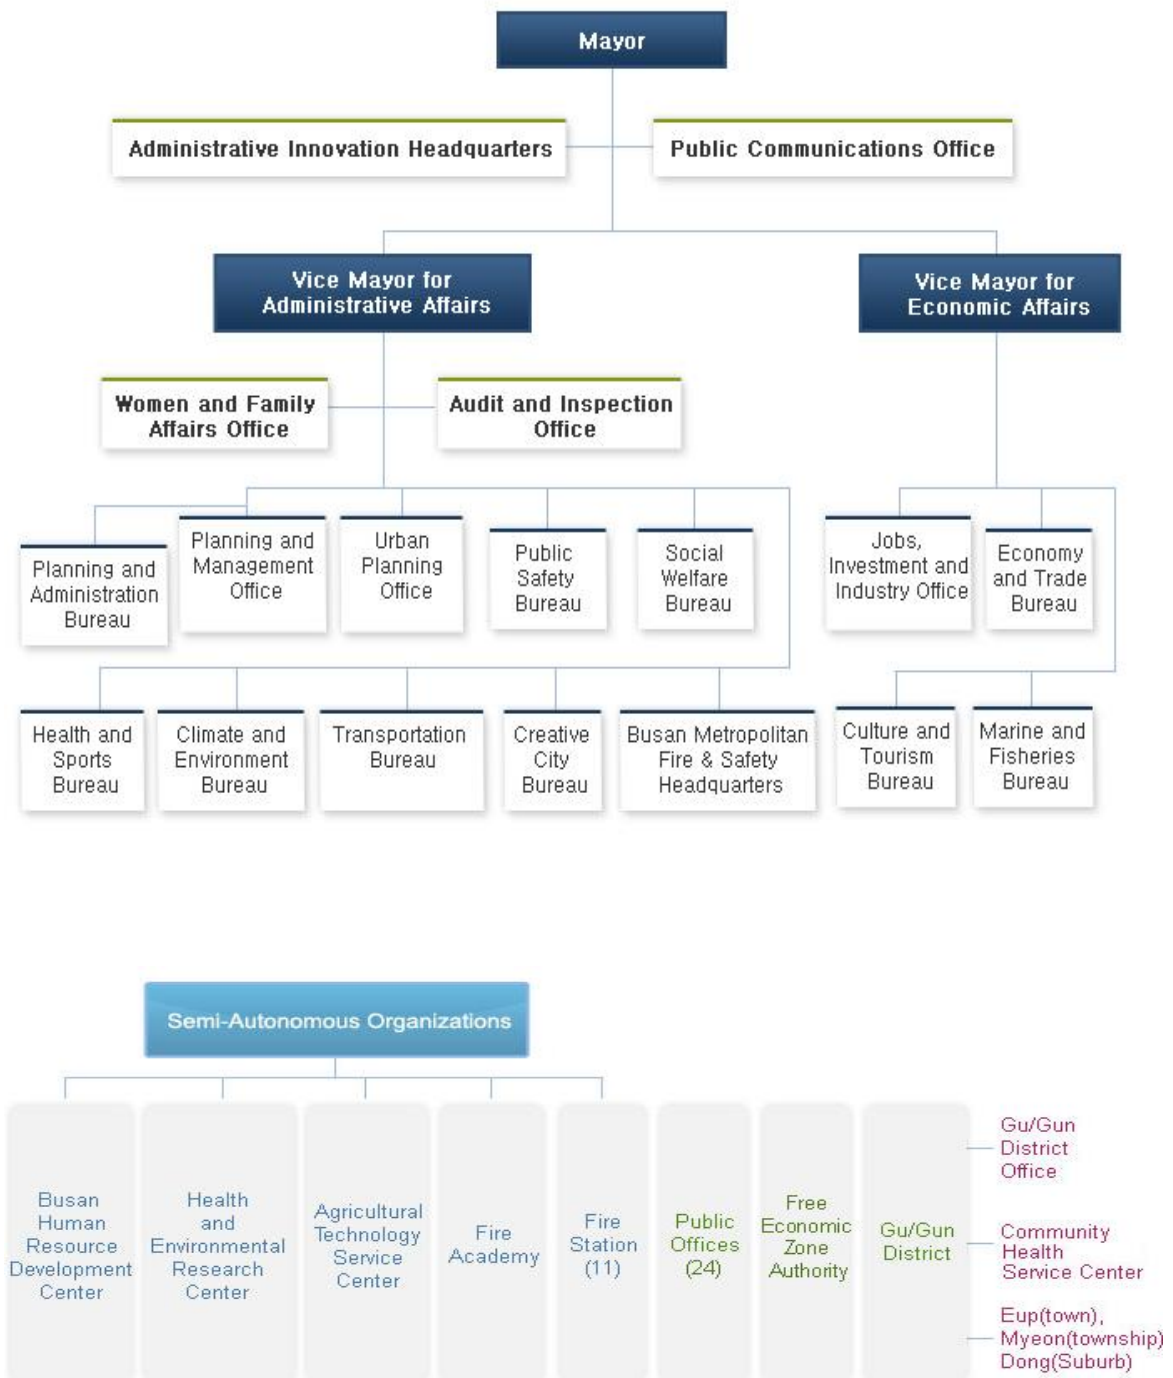 Mayor
Administrative Innovation Headquarters
Public Communications Office
Vice Mayor for
Administrative Affairs
Vice Mayor for
Economic Affairs
Women and Family
Affairs Office
Audit and Inspection
Office
Planning and
Administration
Bureau
Planning and
Management
Office
Urban
Planning
Office
Public
Safety
Bureau
Social
Welfare
Bureau
Jobs,
Investment and
Industry Office
Economy
and Trade
Bureau
Health and
Sports
Bureau
Climate and
Environment
Bureau
Transportation
Bureau
Creative
City
Bureau
Busan Metropolitan
Fire & Safety
Headquarters
Culture and
Tourism
Bureau
Marine and
Fisheries
Bureau
Semi-Autonomous Organizations
Busan
Human
Resource
Development
Center
Health
and
Environmental
Research
Center
Agricultural
Technology
Service
Center
Fire
Academy
Fire
Station
(11)
Public
Offices
(24)
Free
Economic
Zone
Authority
Gu/Gun
District
Gu/Gun
District
Office
Community
Health
Service Center
Eup(town),
Myeon(township)
Dong(Suburb)